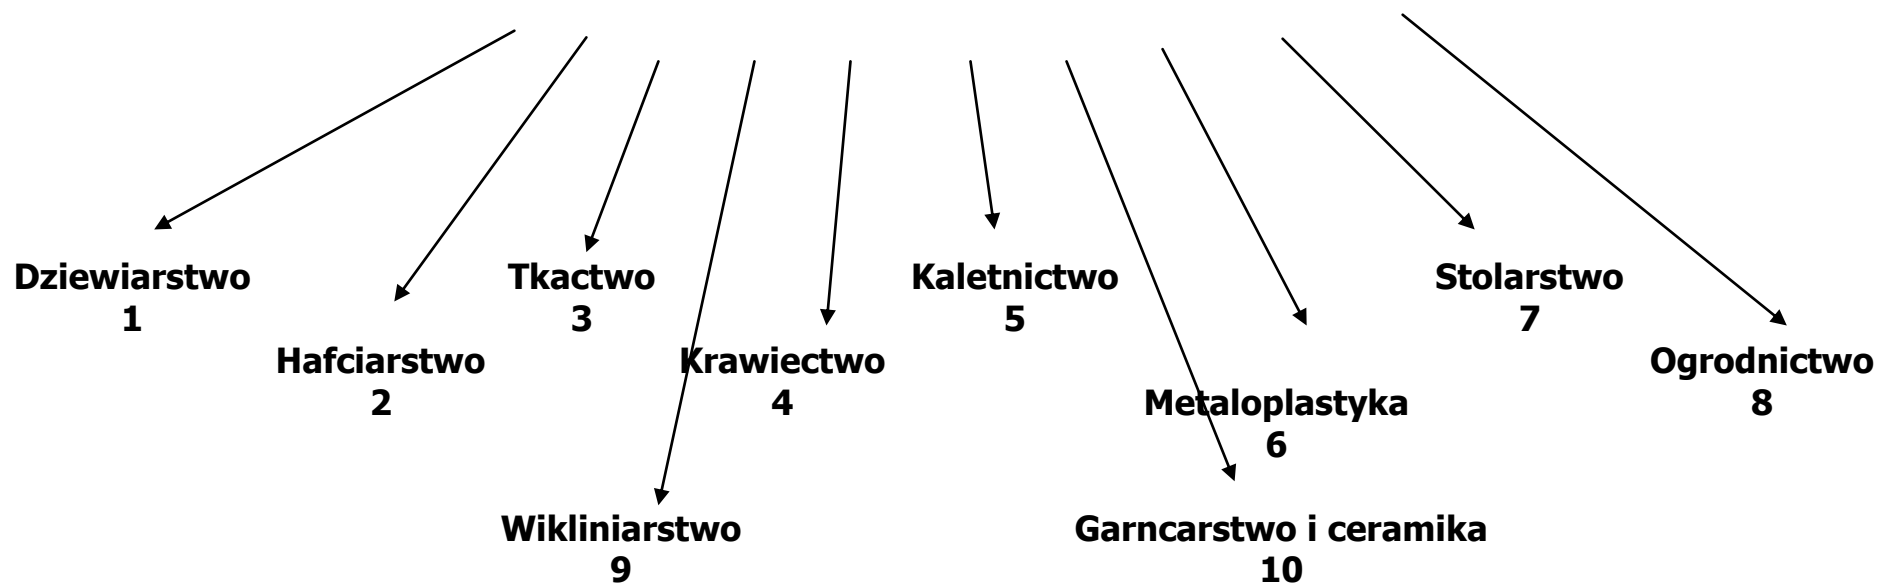 Dziewiarstwo
1
Hafciarstwo
2
Tkactwo
3
Krawiectwo
4
Kaletnictwo
5
Metaloplastyka
6
Stolarstwo
7
Ogrodnictwo
8
Wikliniarstwo
9
Garncarstwo i ceramika
10